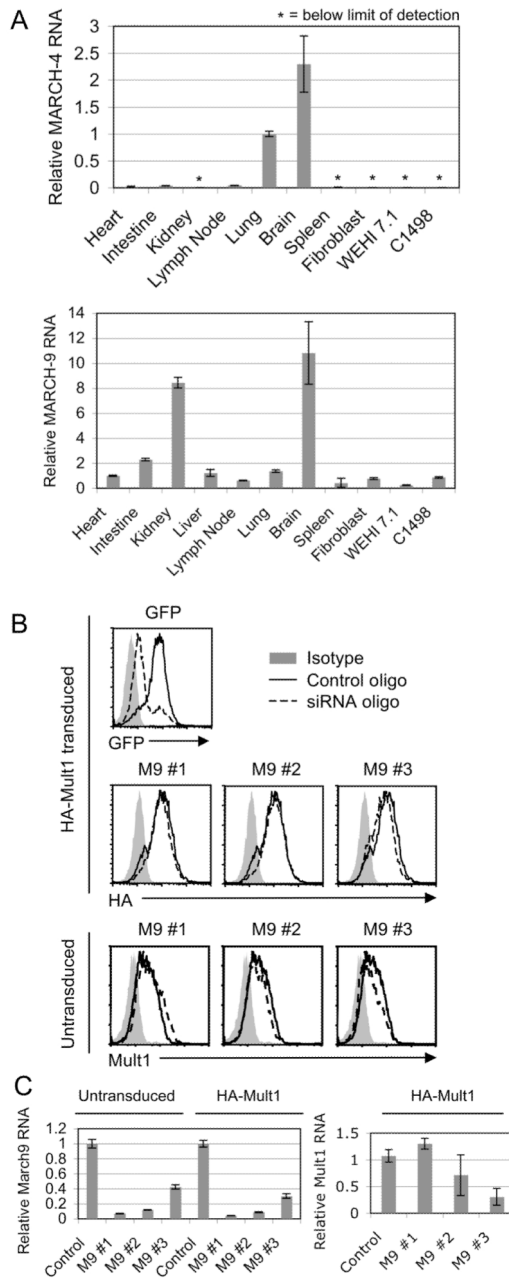 A
* = below limit of detection
Relative MARCH-4 RNA
3
2.5
2
1.5
1
0.5
0
*
*
*
*
*
Heart
Intestine
Kidney
Lymph Node
Lung
Brain
Spleen
Fibroblast
WEHI 7.1
C1498
Relative MARCH-9 RNA
14
12
10
8
6
4
2
0
Heart
Intestine
Kidney
Liver
Lymph Node
Lung
Brain
Spleen
Fibroblast
WEHI 7.1
C1498
B
HA-Mult1 transduced
GFP
GFP
Isotype
Control oligo
siRNA oligo
M9 #1
M9 #2
M9 #3
HA
Untransduced
M9 #1
M9 #2
M9 #3
Mult1
C
Untransduced
HA-Mult1
Relative March9 RNA
1.2
1
0.8
0.6
0.4
0.2
0
Control
M9 #1
M9 #2
M9 #3
Control
M9 #1
M9 #2
M9 #3
HA-Mult1
Relative Mult1 RNA
1.5
1
0.5
0
Control
M9 #1
M9 #2
M9 #3